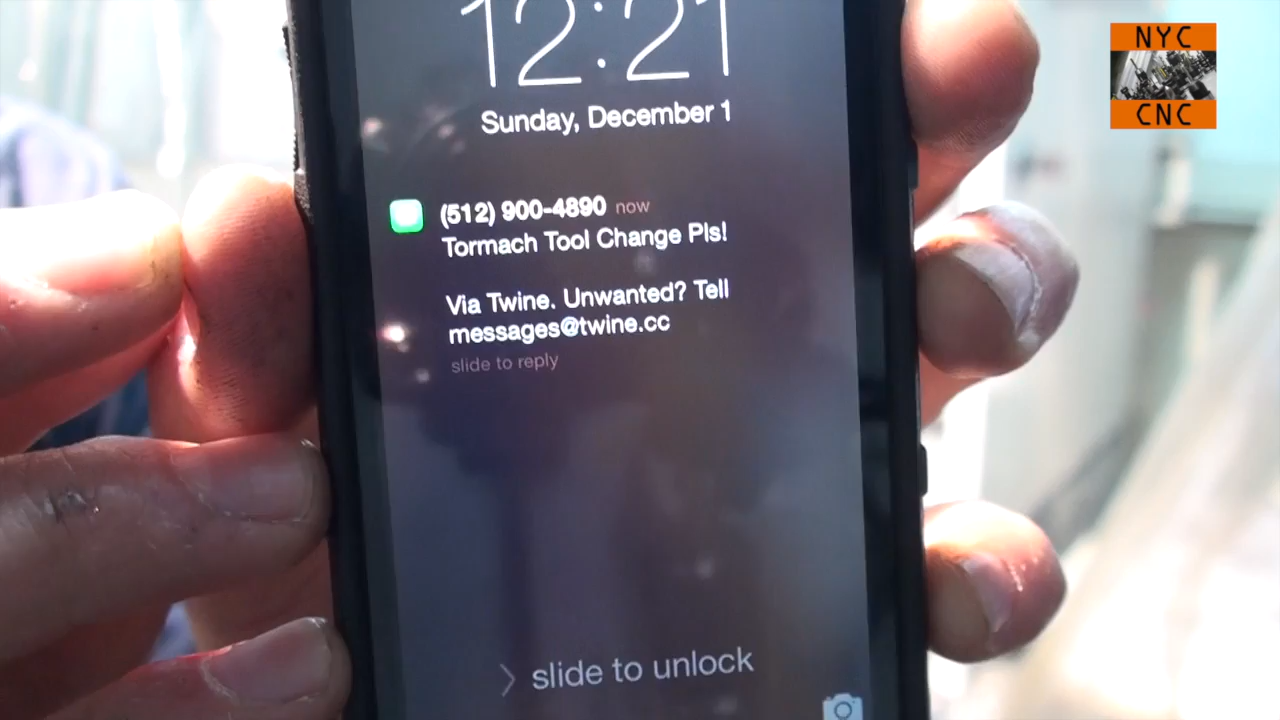 12:21
Sunday, December 1
(512) 900-4890 now
Tormach Tool Change Pls!
Via Twine. Unwanted? Tell
messages@twine.cc
slide to reply
> slide to unlock
NYC
CNC